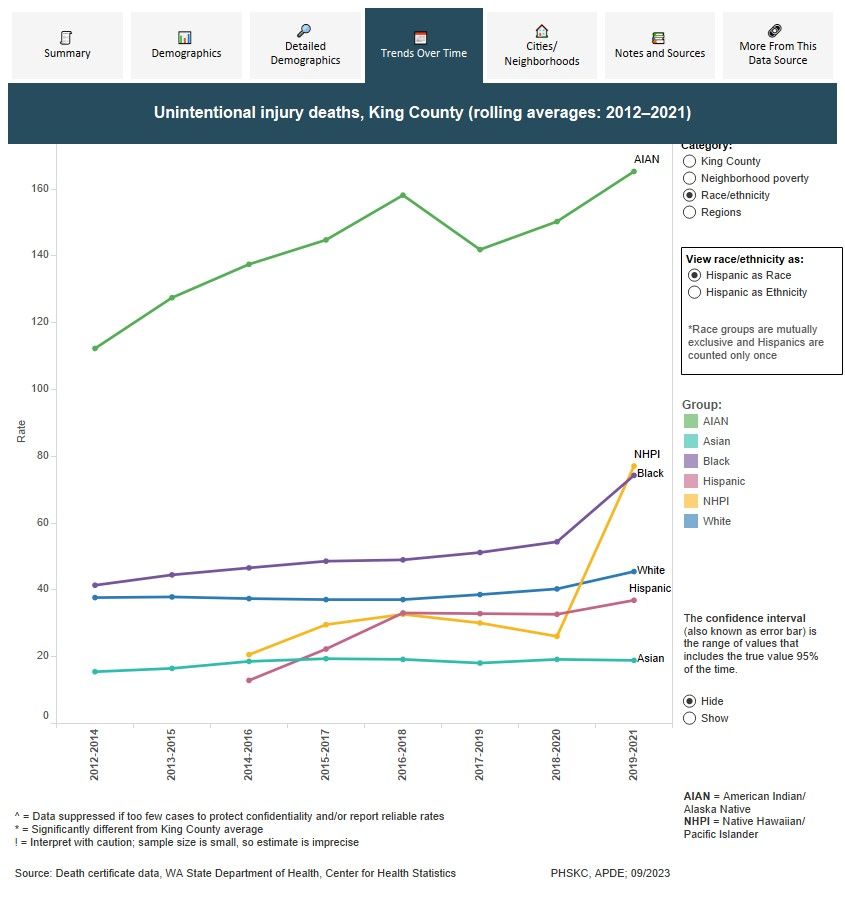 Summary
Demographics
Detailed
Demographics
Trends Over Time
Cities/
Neighborhoods
Notes and Sources
More From This
Data Source
Unintentional injury deaths, King County (rolling averages: 2012–2021)
Category:
King County
Neighborhood poverty
Race/ethnicity
Regions
View race/ethnicity as:
Hispanic as Race
Hispanic as Ethnicity
*Race groups are mutually
exclusive and Hispanics are
counted only once
Group:
AIAN
Asian
Black
Hispanic
NHPI
White
The confidence interval
(also known as error bar) is
the range of values that
includes the true value 95%
of the time.
Hide
Show
AIAN = American Indian/
Alaska Native
NHPI = Native Hawaiian/
Pacific Islander
Rate
160
140
120
100
80
60
40
20
0
AIAN
NHPI
Black
White
Hispanic
Asian
2012-2014
2013-2015
2014-2016
2015-2017
2016-2018
2017-2019
2018-2020
2019-2021
^ = Data suppressed if too few cases to protect confidentiality and/or report reliable rates
* = Significantly different from King County average
! = Interpret with caution; sample size is small, so estimate is imprecise
Source: Death certificate data, WA State Department of Health, Center for Health Statistics
PHSKC, APDE; 09/2023